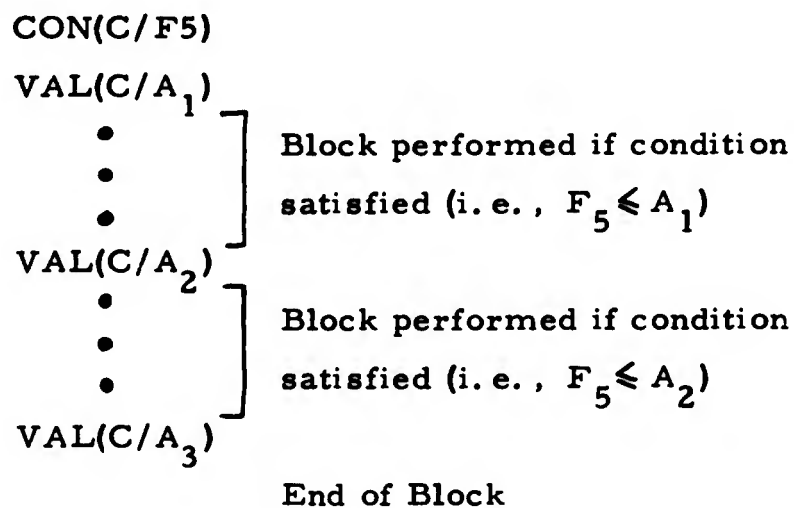 CON(C/F5)
VAL(C/A₁)
Block performed if condition
satisfied (i.e., F₅ ⩽ A₁)
VAL(C/A₂)
Block performed if condition
satisfied (i.e., F₅ ⩽ A₂)
VAL(C/A₃)
End of Block